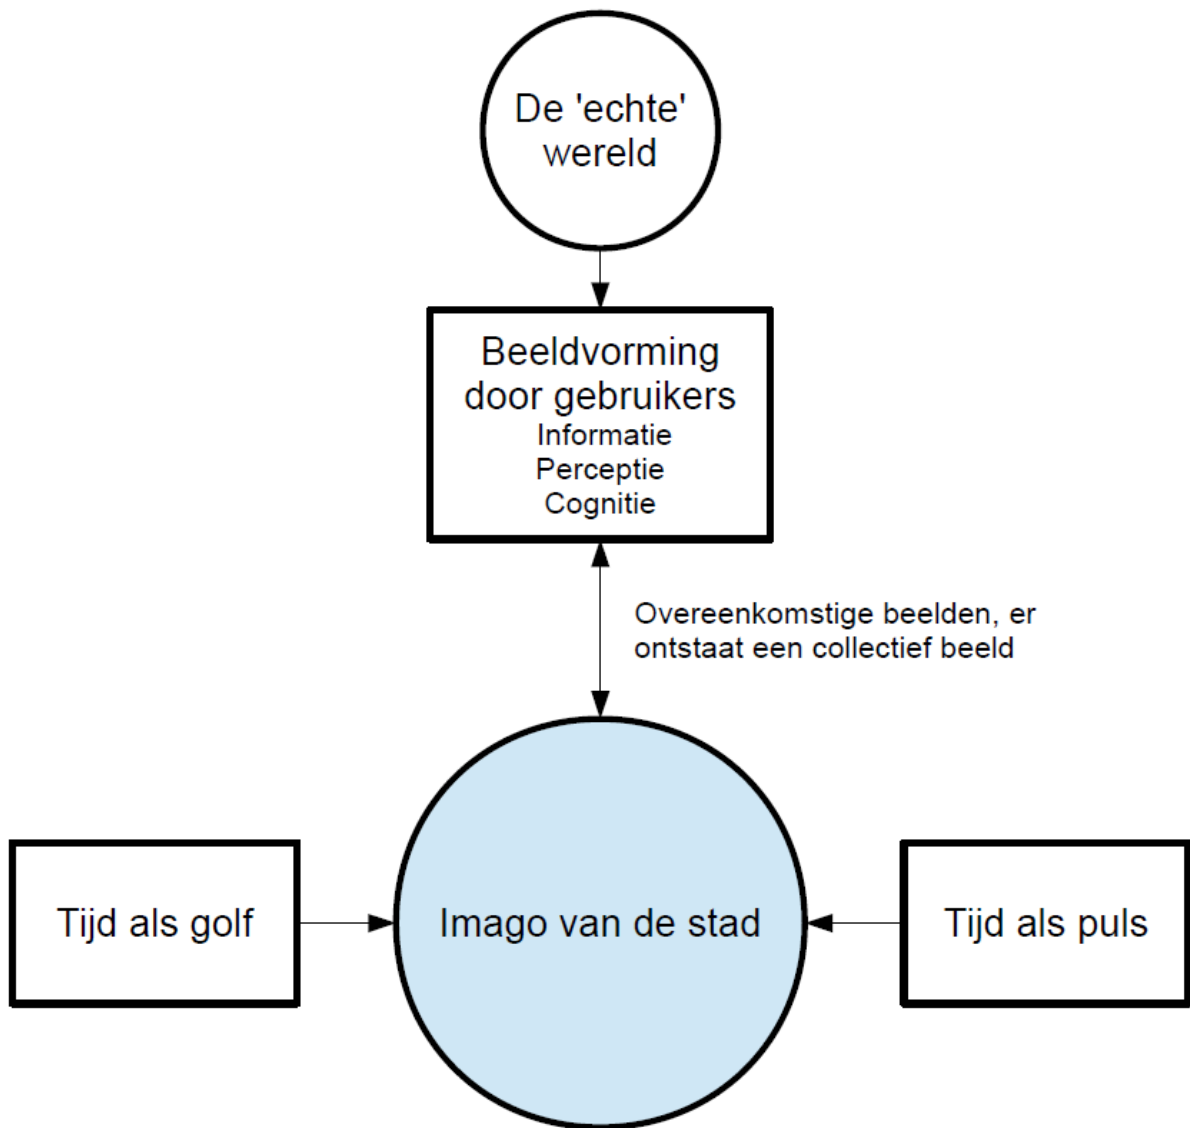 De 'echte'
wereld
Beeldvorming
door gebruikers
Informatie
Perceptie
Cognitie
Overeenkomstige beelden, er
ontstaat een collectief beeld
Tijd als golf
Imago van de stad
Tijd als puls